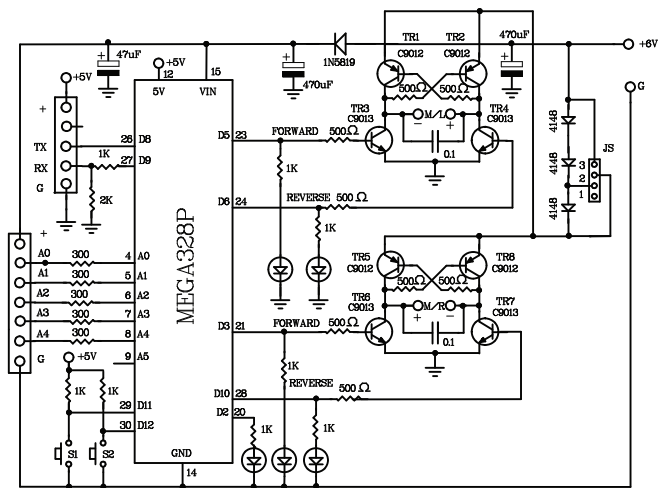 TR1 TR2
C9012 C9012
47uF
470uF
1N5819
470uF
+6V
+5V
+5V
12
5V
15
VIN
500Ω 500Ω
TR3
C9013
M/L
− +
TR4
C9013
0.1
G
+
TX
RX
G
1K
2K
26 D8
27 D9
D5 23 FORWARD 500Ω
1K
D6 24 REVERSE 500Ω
1K
4148
4148
4148
JS
3
2
1
MEGA328P
+
A0 300 4 A0
A1 300 5 A1
A2 300 6 A2
A3 300 7 A3
A4 300 8 A4
G
9 A5
+5V
1K 1K
29 D11
30 D12
S1 S2
TR5
C9012
TR8
C9012
500Ω 500Ω
TR6
C9013
M/R
+ −
TR7
C9013
0.1
D3 21 FORWARD 500Ω
1K
REVERSE
D10 28 500Ω
D2 20
1K
1K
GND
14